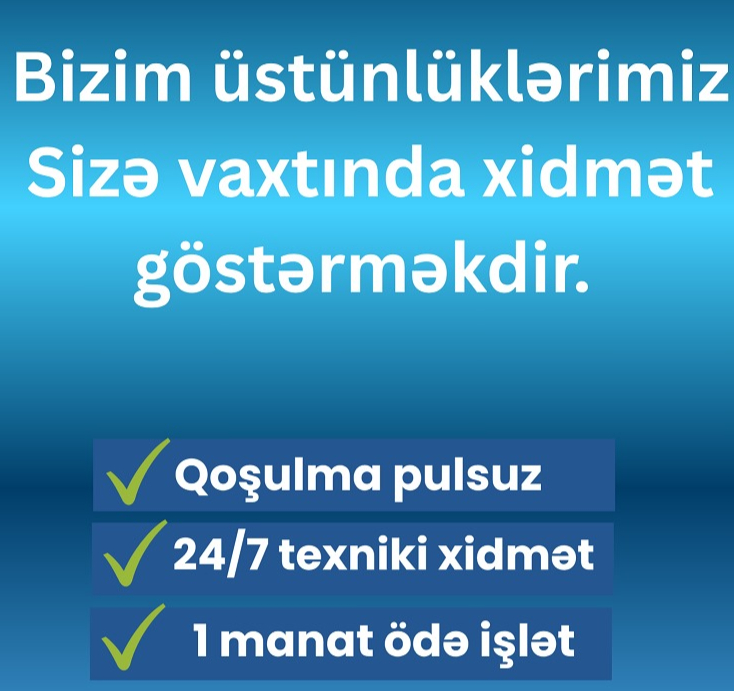 Bizim üstünlüklərimiz
Sizə vaxtında xidmət
göstərməkdir.
Qoşulma pulsuz
24/7 texniki xidmət
1 manat ödə işlət